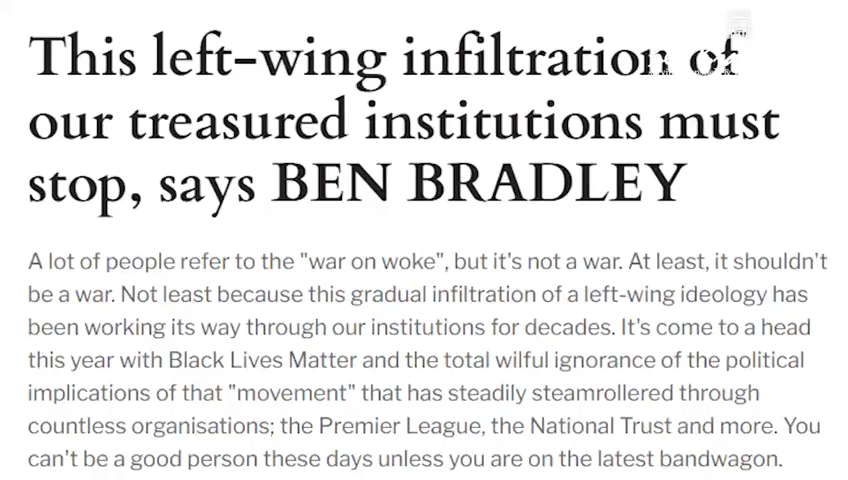 This left-wing infiltration of
our treasured institutions must
stop, says BEN BRADLEY
A lot of people refer to the "war on woke", but it's not a war. At least, it shouldn't
be a war. Not least because this gradual infiltration of a left-wing ideology has
been working its way through our institutions for decades. It's come to a head
this year with Black Lives Matter and the total wilful ignorance of the political
implications of that "movement" that has steadily steamrollered through
countless organisations; the Premier League, the National Trust and more. You
can't be a good person these days unless you are on the latest bandwagon.